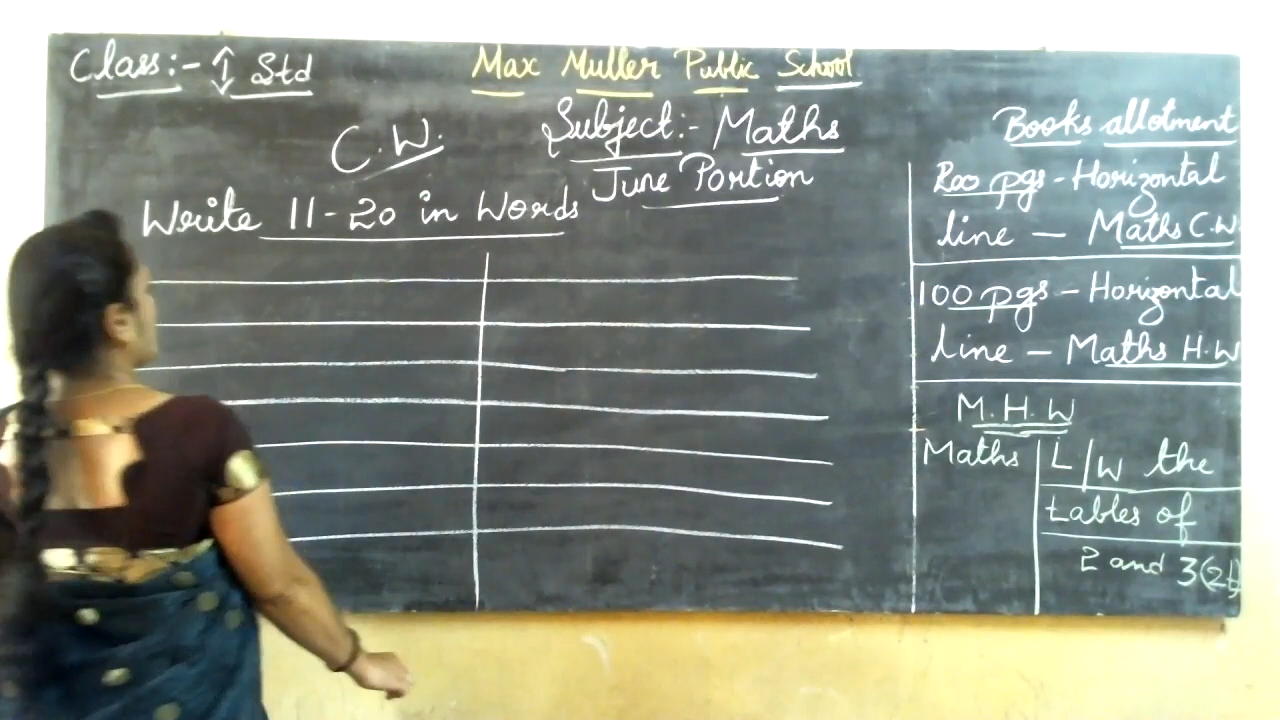 Class:- I Std
Max Muller Public School
Subject:- Maths
C.W.
June Portion
Write 11-20 in Words
Books allotment
200 pgs - Horizontal
line - Maths C.W.
100 pgs - Horizontal
line - Maths H.W
M.H.W
Maths
L/W the
tables of
2 and 3(2t)